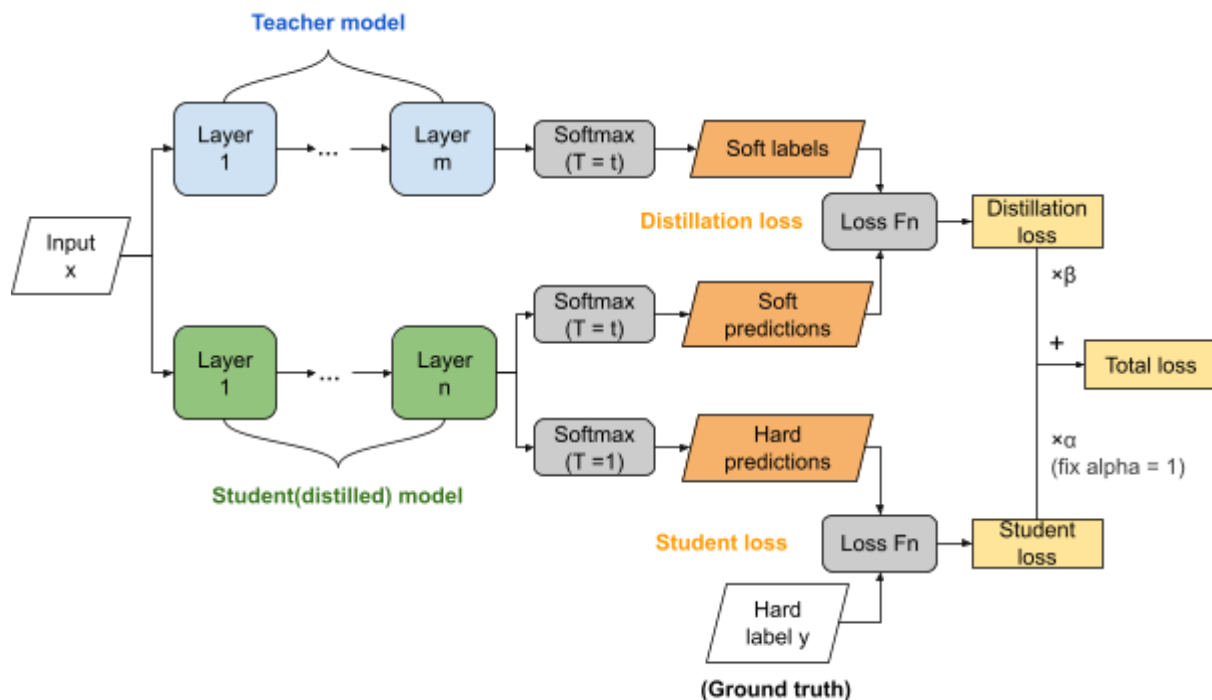 Teacher model
Layer
1
...
Layer
m
Softmax
(T = t)
Soft labels
Input
x
Distillation loss
Loss Fn
Distillation
loss
×β
Softmax
(T = t)
Soft
predictions
+
Total loss
Layer
1
...
Layer
n
Softmax
(T =1)
Hard
predictions
×α
(fix alpha = 1)
Student(distilled) model
Student loss
Loss Fn
Student
loss
Hard
label y
(Ground truth)